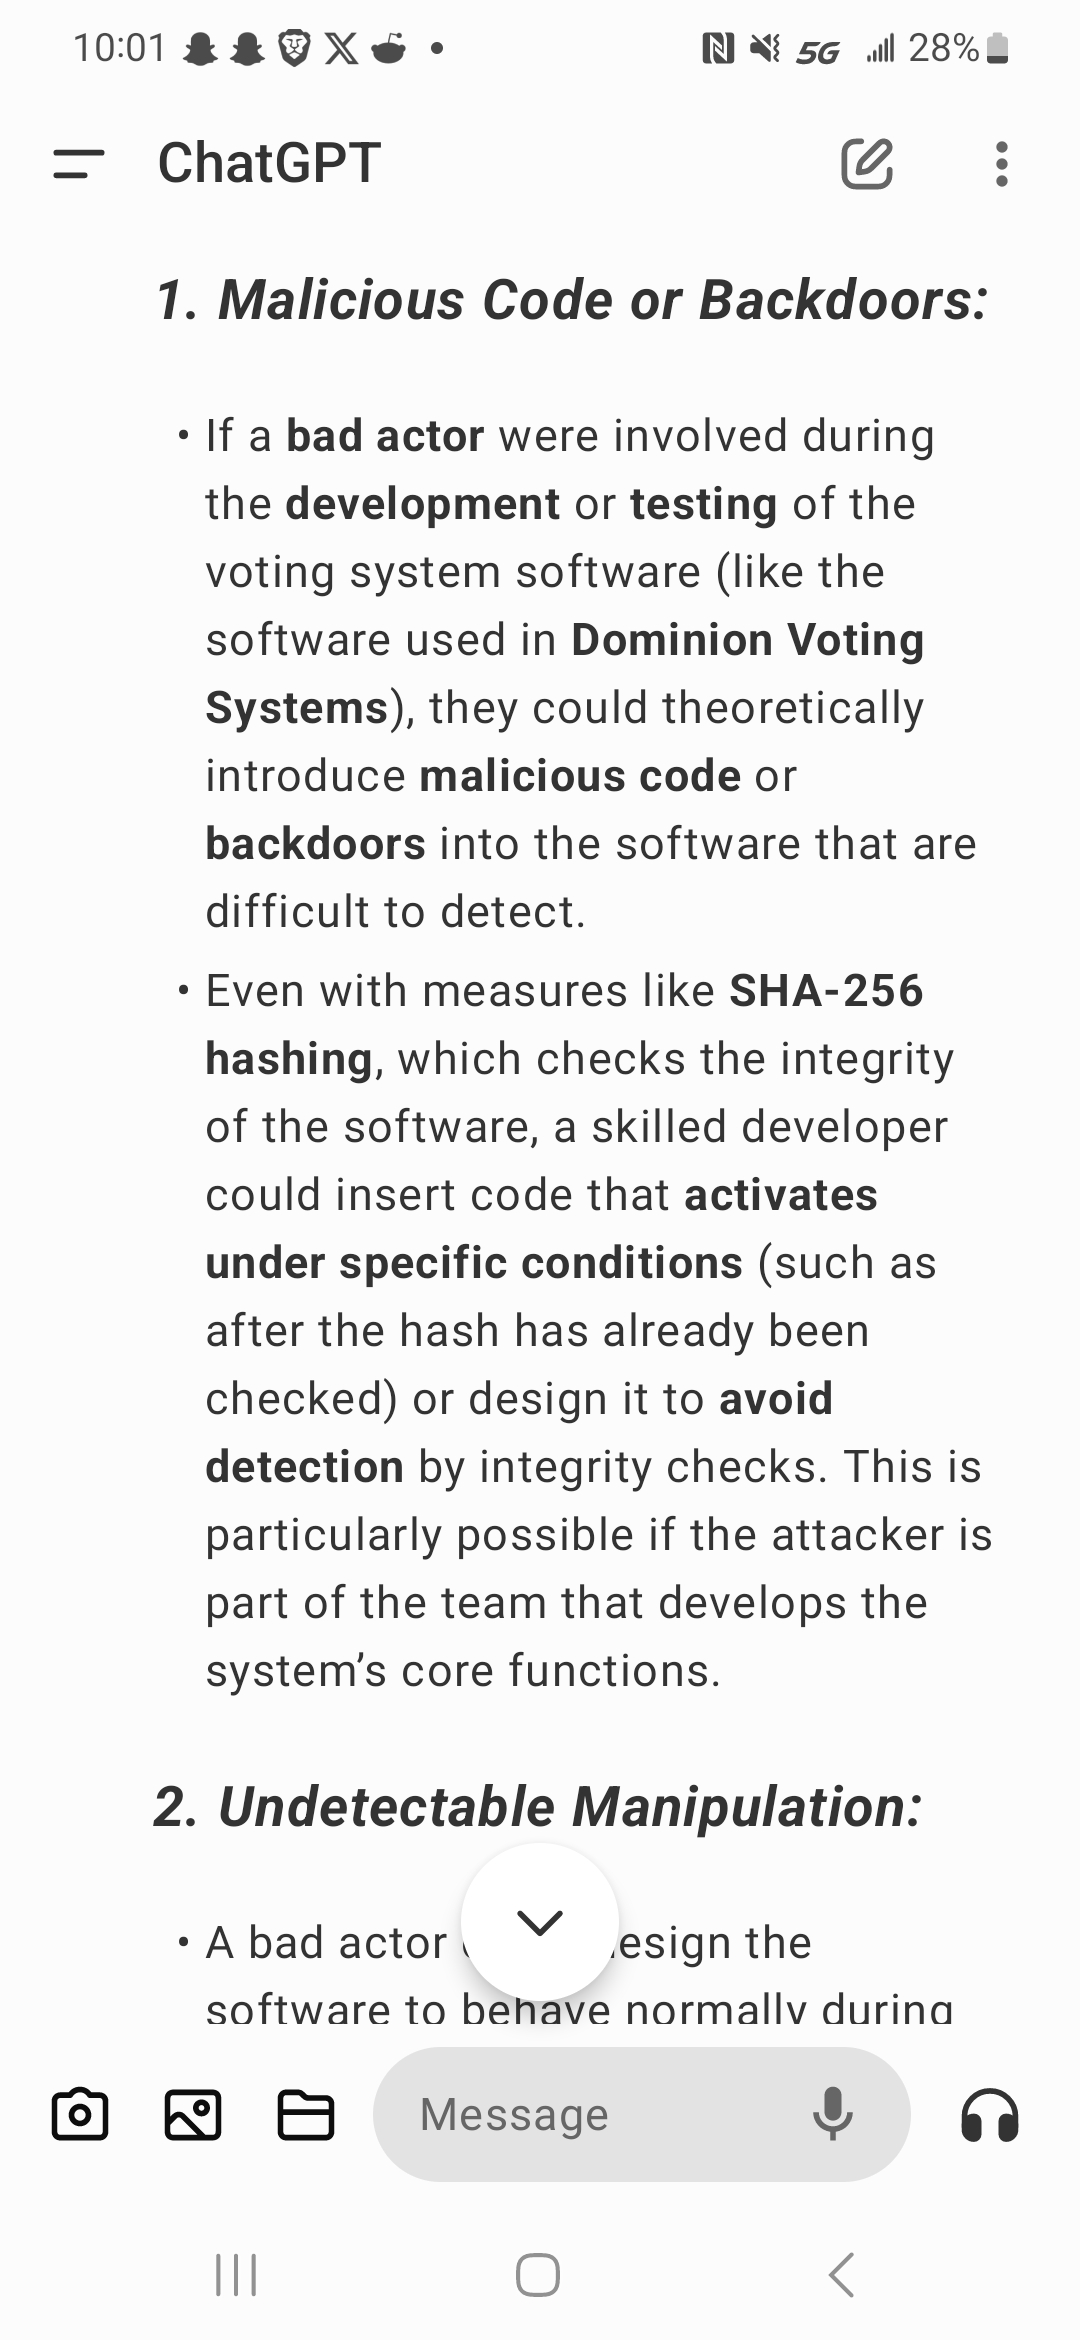 10:01 5G 28%
ChatGPT
1. Malicious Code or Backdoors:
• If a bad actor were involved during
the development or testing of the
voting system software (like the
software used in Dominion Voting
Systems), they could theoretically
introduce malicious code or
backdoors into the software that are
difficult to detect.
• Even with measures like SHA-256
hashing, which checks the integrity
of the software, a skilled developer
could insert code that activates
under specific conditions (such as
after the hash has already been
checked) or design it to avoid
detection by integrity checks. This is
particularly possible if the attacker is
part of the team that develops the
system’s core functions.
2. Undetectable Manipulation:
• A bad actor esign the
software to behave normally during
Message